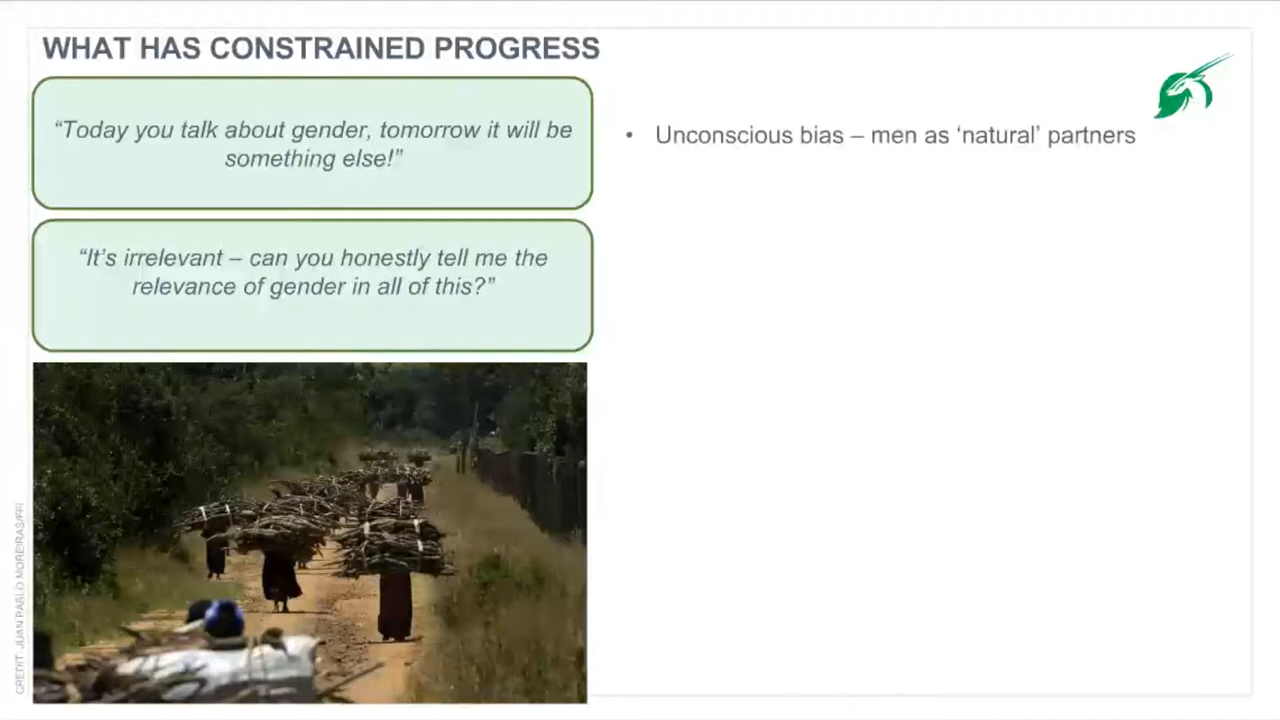 WHAT HAS CONSTRAINED PROGRESS
“Today you talk about gender, tomorrow it will be
something else!”
“It’s irrelevant – can you honestly tell me the
relevance of gender in all of this?”
• Unconscious bias – men as ‘natural’ partners
CREDIT: JUAN PABLO MOREIRAS/FFI